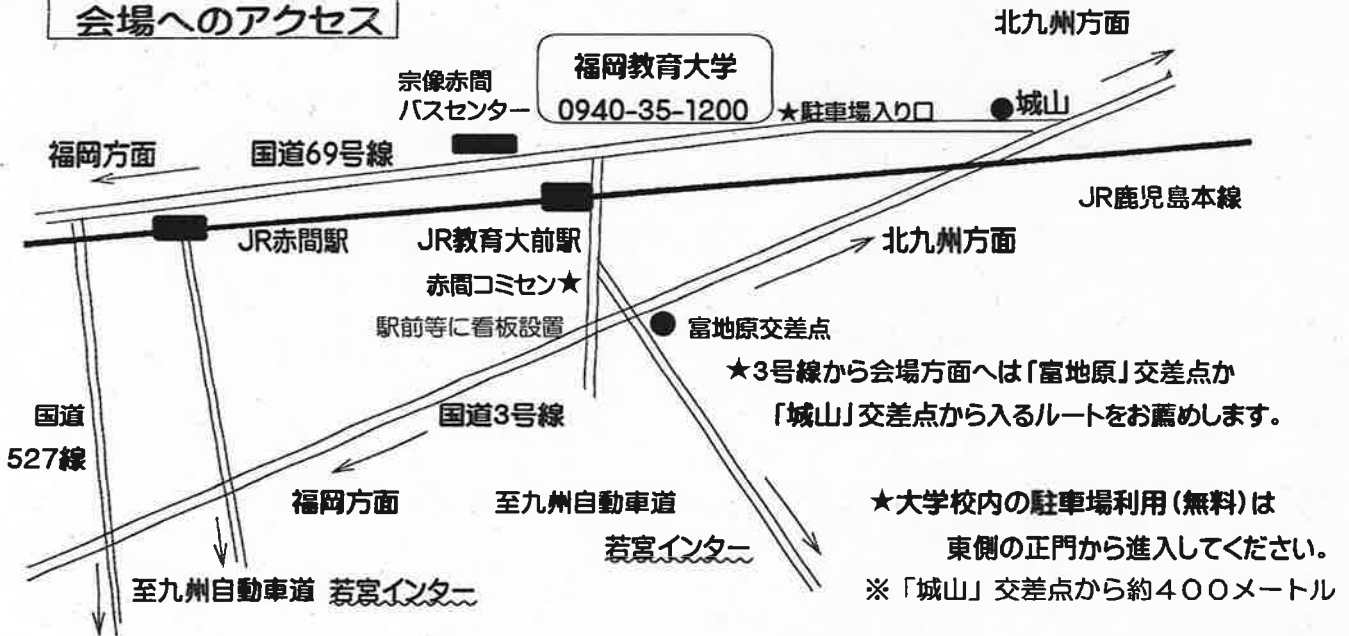 会場へのアクセス
北九州方面
福岡教育大学
0940-35-1200
宗像赤間
バスセンター
★駐車場入り口
城山
福岡方面
国道69号線
JR鹿児島本線
JR赤間駅
JR教育大前駅
北九州方面
赤間コミセン★
駅前等に看板設置
富地原交差点
★3号線から会場方面へは「富地原」交差点か
「城山」交差点から入るルートをお薦めします。
国道
527線
国道3号線
福岡方面
至九州自動車道
若宮インター
★大学校内の駐車場利用(無料)は
東側の正門から進入してください。
※「城山」交差点から約400メートル
至九州自動車道 若宮インター